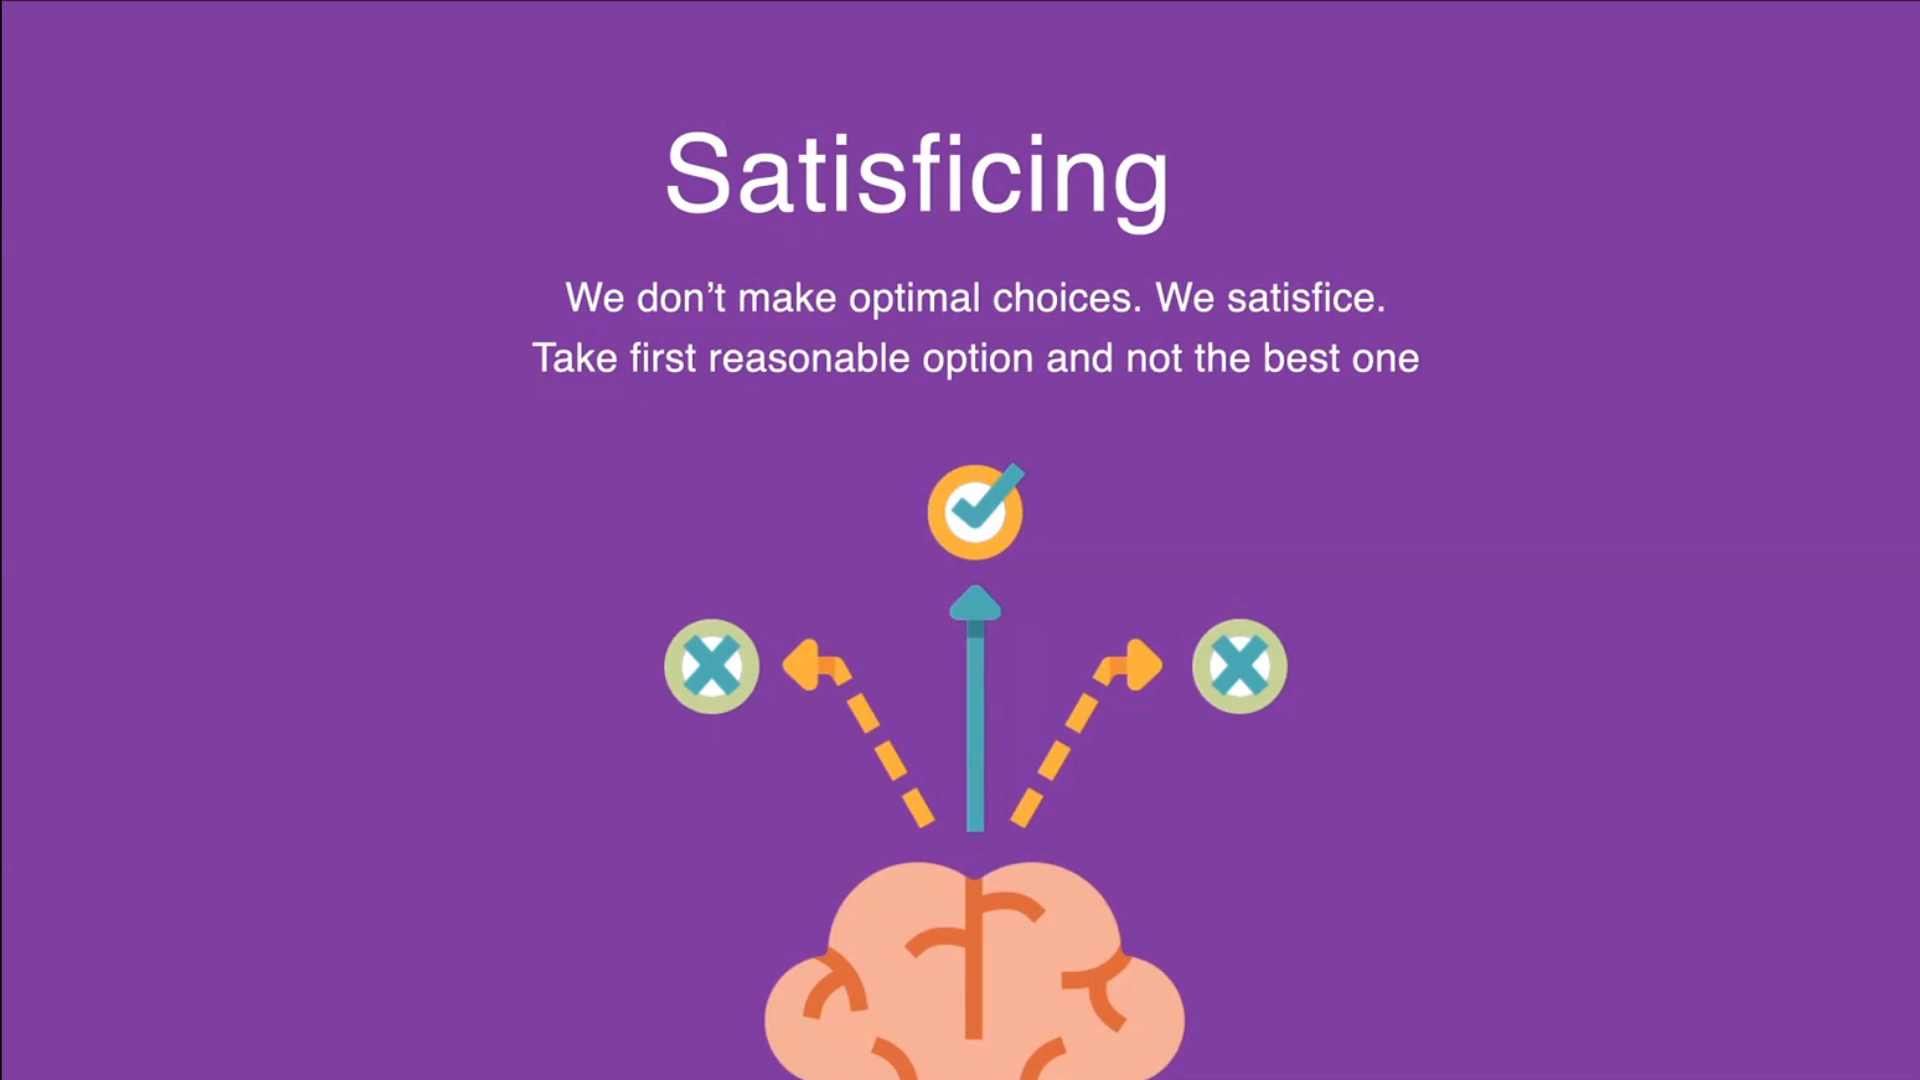 Satisficing
We don’t make optimal choices. We satisfice.
Take first reasonable option and not the best one